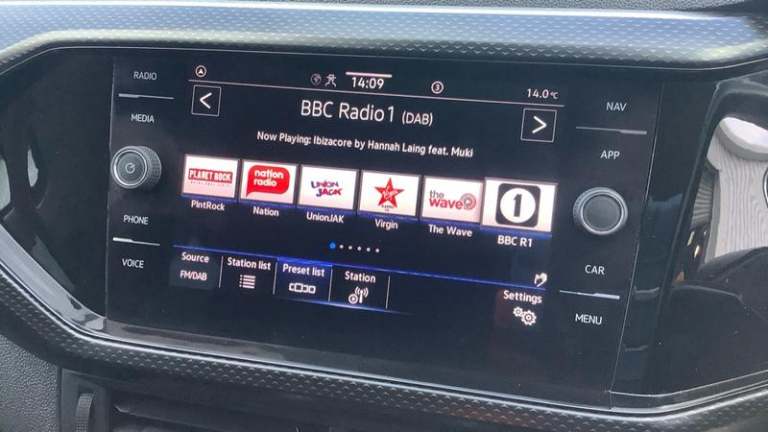 RADIO
MEDIA
PHONE
VOICE
14:09
3
14.0°C
BBC Radio 1 (DAB)
Now Playing: Ibizacore by Hannah Laing feat. Muki
PLANET ROCK
nation radio
UNION JACK
Virgin
the wave
1
PlntRock
Nation
UnionJAK
Virgin
The Wave
BBC R1
Source
FM/DAB
Station list
Preset list
Station
Settings
NAV
APP
CAR
MENU